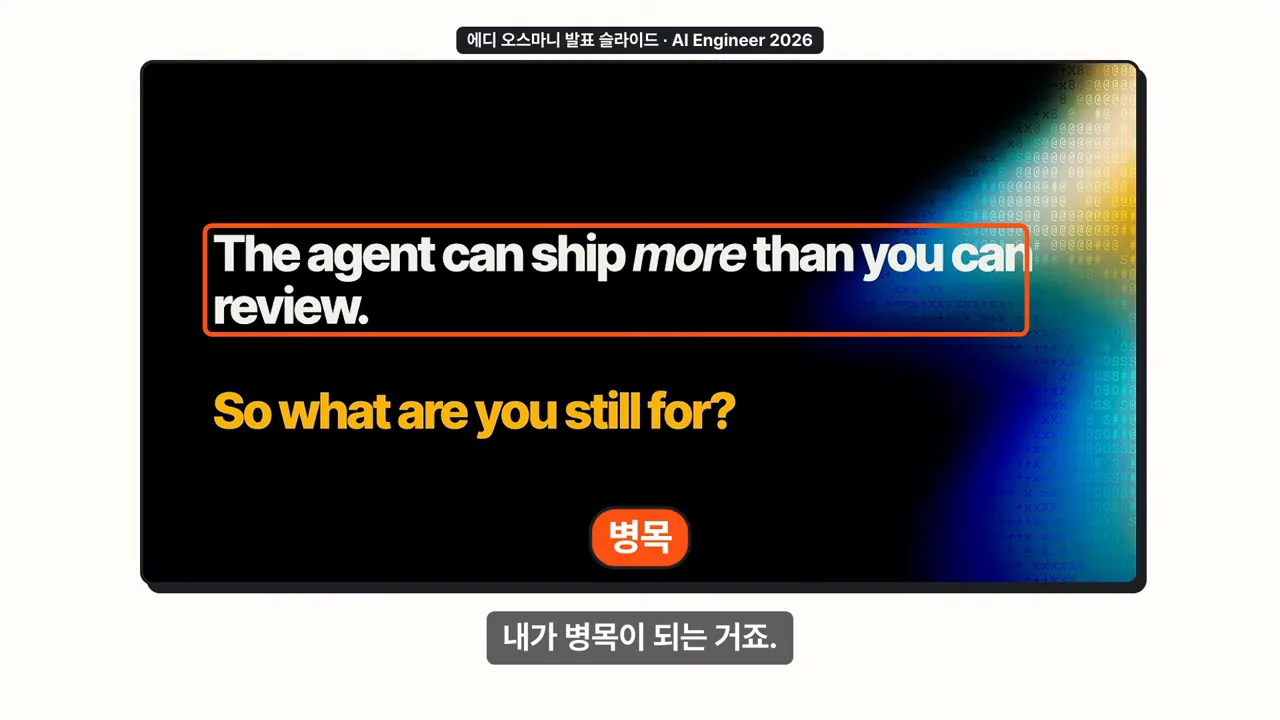 에디 오스마니 발표 슬라이드 · AI Engineer 2026
The agent can ship more than you can
review.
So what are you still for?
병목
내가 병목이 되는 거죠.